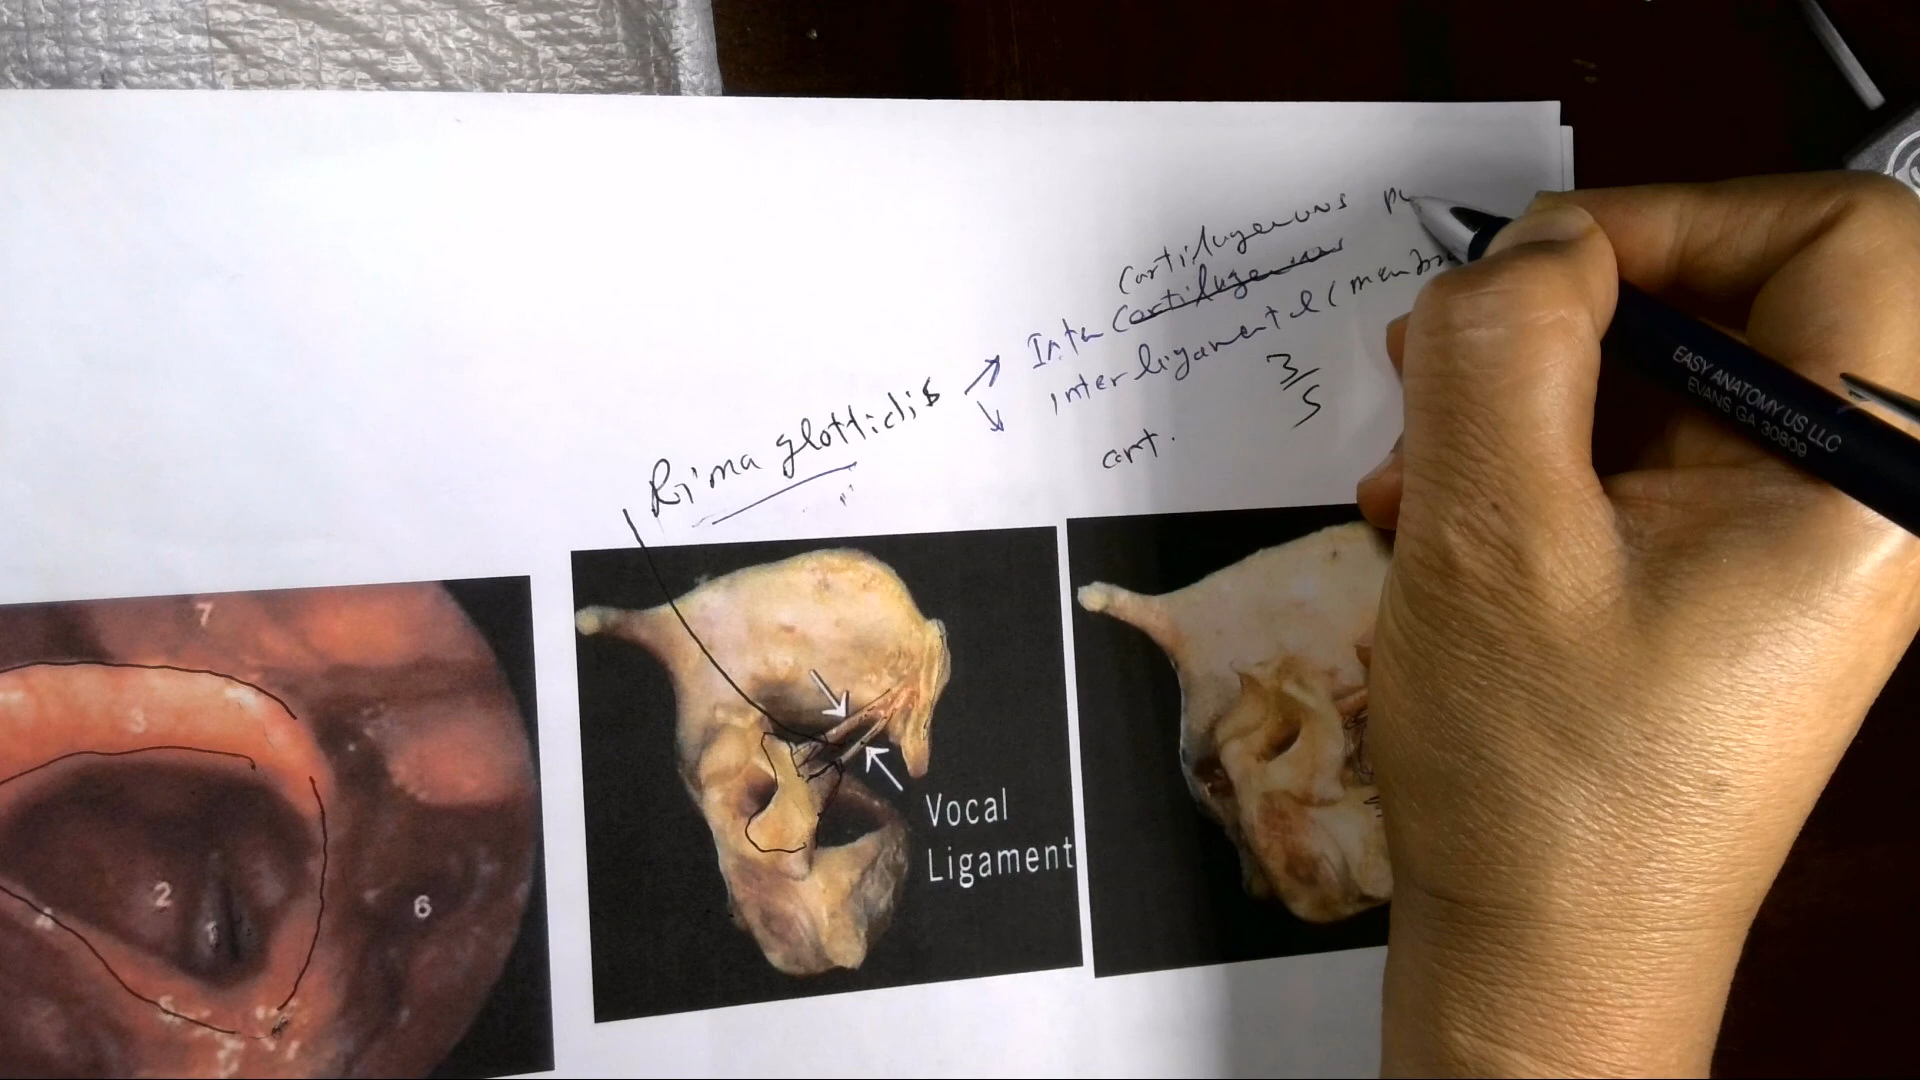 Cartilagenous
Inter Cartilagenous
interligamental (membra
3/5
Rima glottidis
cart.
7
3
2
6
5
Vocal
Ligament
EASY ANATOMY US LLC
EVANS GA 30809